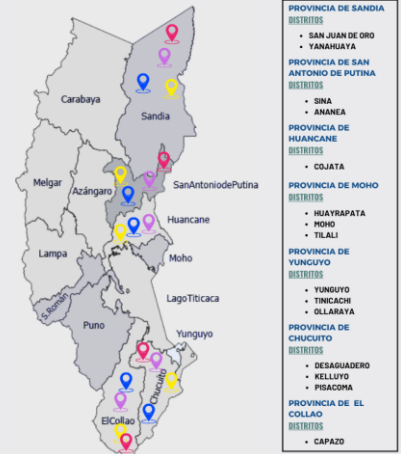 Carabaya
Sandia
Melgar
Azángaro
SanAntoniodePutina
Huancane
Lampa
Moho
S.Román
LagoTiticaca
Puno
Yunguyo
Chucuito
ElCollao
PROVINCIA DE SANDIA
DISTRITOS
• SAN JUAN DE ORO
• YANAHUAYA
PROVINCIA DE SAN
ANTONIO DE PUTINA
DISTRITOS
• SINA
• ANANEA
PROVINCIA DE
HUANCANE
DISTRITOS
• COJATA
PROVINCIA DE MOHO
DISTRITOS
• HUAYRAPATA
• MOHO
• TILALI
PROVINCIA DE
YUNGUYO
DISTRITOS
• YUNGUYO
• TINICACHI
• OLLARAYA
PROVINCIA DE
CHUCUITO
DISTRITOS
• DESAGUADERO
• KELLUYO
• PISACOMA
PROVINCIA DE EL
COLLAO
DISTRITOS
• CAPAZO